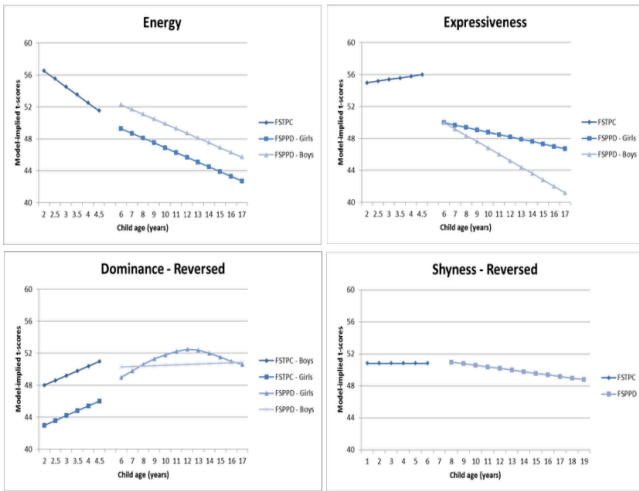 Energy
Model-implied t-scores
60
56
52
48
44
40
2 2.5 3 3.5 4 4.5 6 7 8 9 10 11 12 13 14 15 16 17
Child age (years)
FSTPC
FSPPD - Girls
FSPPD - Boys
Expressiveness
Model-implied t-scores
60
56
52
48
44
40
2 2.5 3 3.5 4 4.5 6 7 8 9 10 11 12 13 14 15 16 17
Child age (years)
FSTPC
FSPPD - Girls
FSPPD - Boys
Dominance - Reversed
Model-implied t-scores
60
56
52
48
44
40
2 2.5 3 3.5 4 4.5 6 7 8 9 10 11 12 13 14 15 16 17
Child age (years)
FSTPC - Boys
FSTPC - Girls
FSPPD - Girls
FSPPD - Boys
Shyness - Reversed
Model-implied t-scores
60
56
52
48
44
40
1 2 3 4 5 6 7 8 9 10 11 12 13 14 15 16 17 18 19
Child age (years)
FSTPC
FSPPD